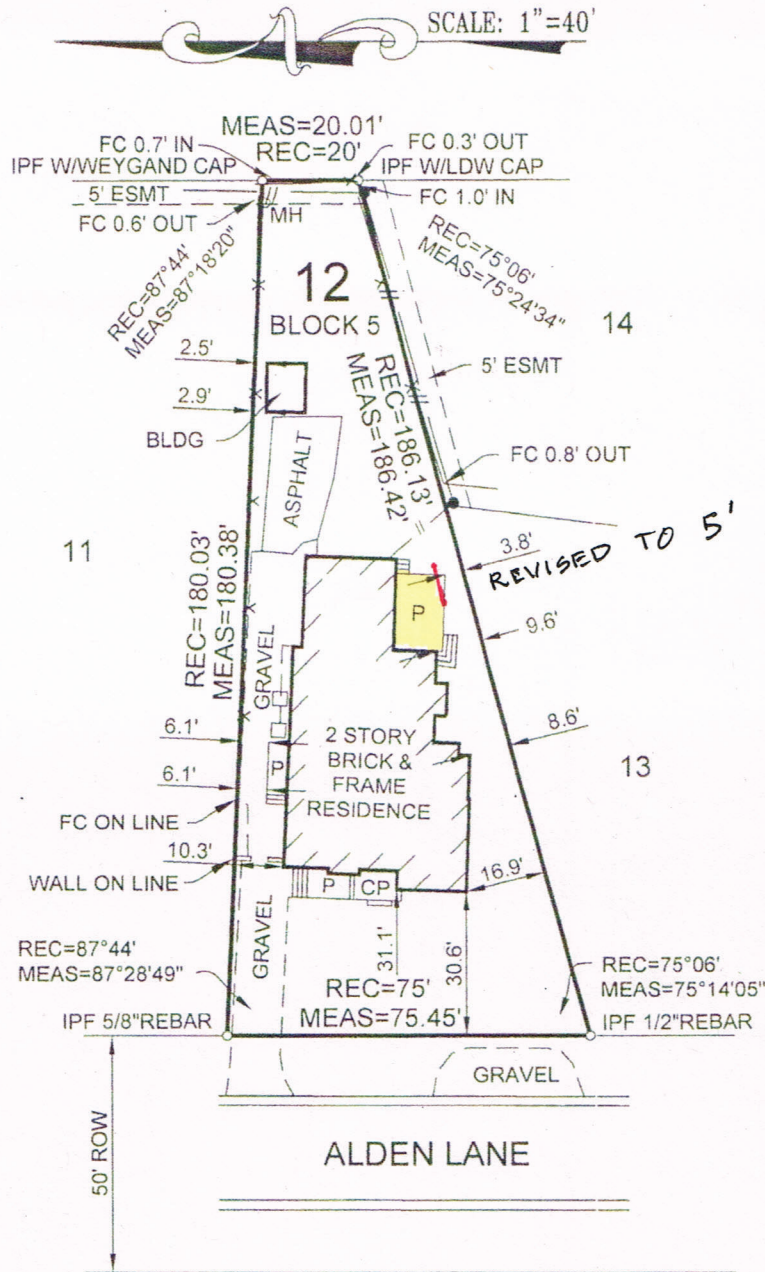 SCALE: 1"=40'
MEAS=20.01'
REC=20'
FC 0.7' IN
IPF W/WEYGAND CAP
FC 0.3' OUT
IPF W/LDW CAP
5' ESMT
FC 1.0' IN
FC 0.6' OUT
MH
REC=87°44'
MEAS=87°18'20"
REC=75°06'
MEAS=75°24'34"
12
BLOCK 5
14
2.5'
5' ESMT
2.9'
BLDG
REC=186.13'
MEAS=186.42'
ASPHALT
FC 0.8' OUT
11
3.8'
REVISED TO 5'
P
9.6'
REC=180.03'
MEAS=180.38'
GRAVEL
6.1'
8.6'
2 STORY
BRICK &
FRAME
RESIDENCE
P
13
6.1'
FC ON LINE
10.3'
WALL ON LINE
16.9'
P
CP
GRAVEL
31.1'
30.6'
REC=87°44'
MEAS=87°28'49"
REC=75'
MEAS=75.45'
REC=75°06'
MEAS=75°14'05"
IPF 5/8"REBAR
IPF 1/2"REBAR
GRAVEL
50' ROW
ALDEN LANE